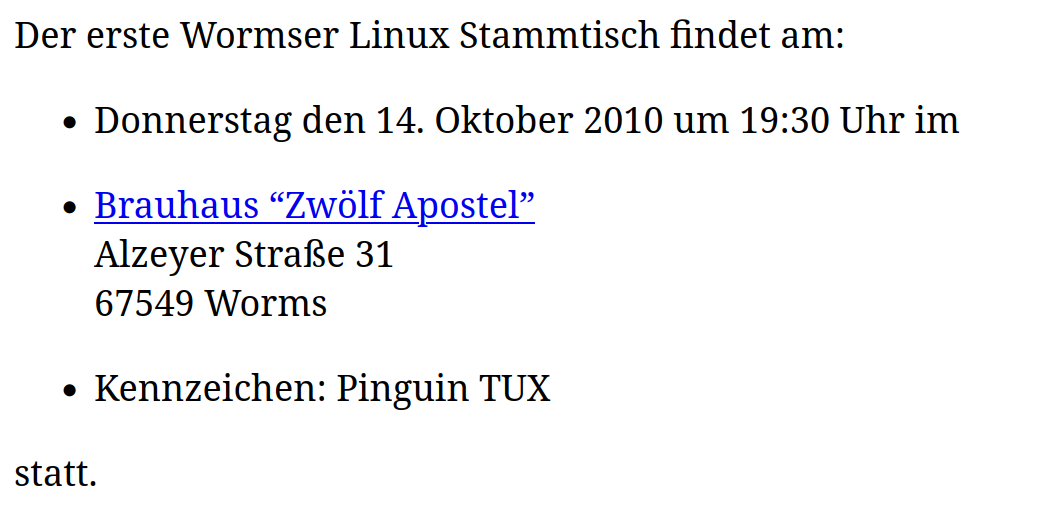 Der erste Wormser Linux Stammtisch findet am:
• Donnerstag den 14. Oktober 2010 um 19:30 Uhr im
• Brauhaus “Zwölf Apostel”
Alzeyer Straße 31
67549 Worms
• Kennzeichen: Pinguin TUX
statt.